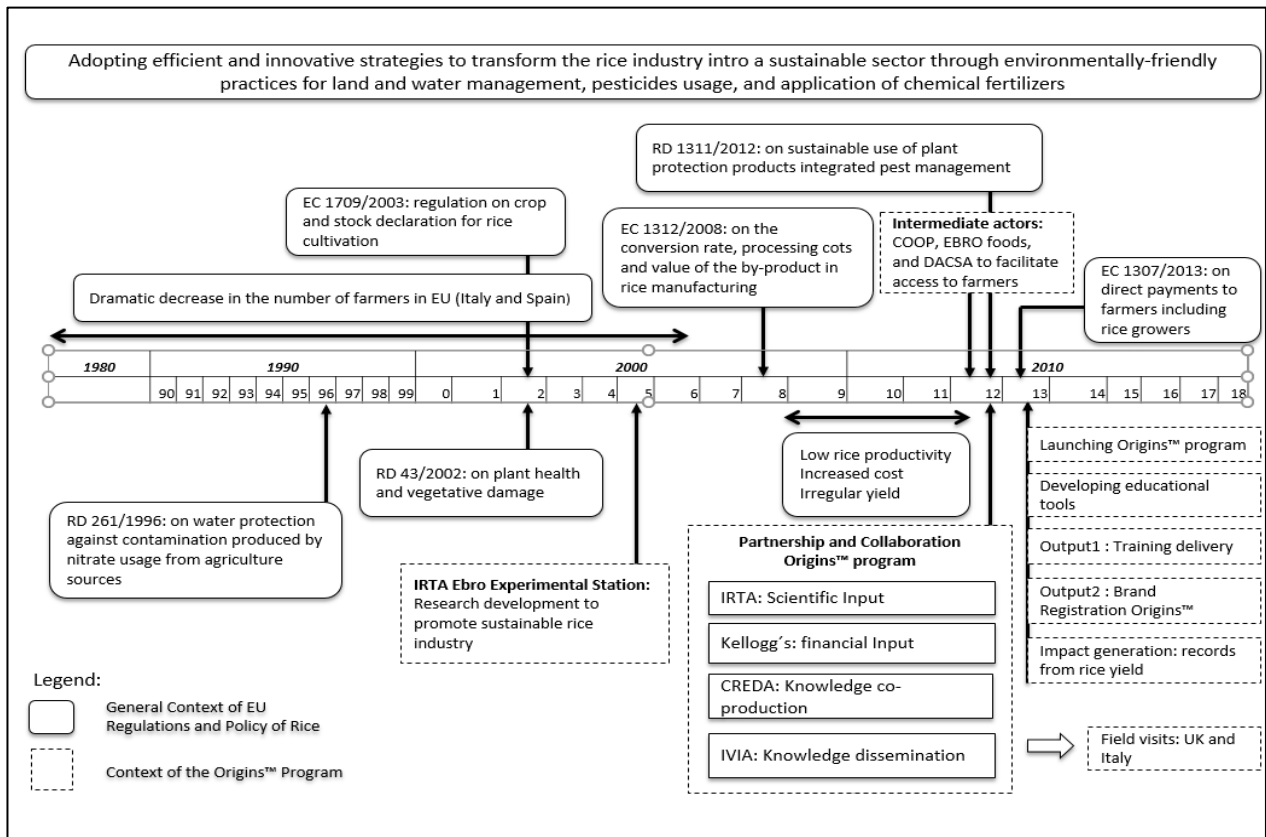 Adopting efficient and innovative strategies to transform the rice industry intro a sustainable sector through environmentally-friendly
practices for land and water management, pesticides usage, and application of chemical fertilizers
RD 1311/2012: on sustainable use of plant
protection products integrated pest management
EC 1709/2003: regulation on crop
and stock declaration for rice
cultivation
EC 1312/2008: on the
conversion rate, processing cots
and value of the by-product in
rice manufacturing
Intermediate actors:
COOP, EBRO foods,
and DACSA to facilitate
access to farmers
EC 1307/2013: on
direct payments to
farmers including
rice growers
Dramatic decrease in the number of farmers in EU (Italy and Spain)
1980 1990 2000 2010
90 91 92 93 94 95 96 97 98 99 0 1 2 3 4 5 6 7 8 9 10 11 12 13 14 15 16 17 18
RD 261/1996: on water protection
against contamination produced by
nitrate usage from agriculture
sources
RD 43/2002: on plant health
and vegetative damage
IRTA Ebro Experimental Station:
Research development to
promote sustainable rice
industry
Low rice productivity
Increased cost
Irregular yield
Partnership and Collaboration
Origins™ program
IRTA: Scientific Input
Kellogg´s: financial Input
CREDA: Knowledge co-
production
IVIA: Knowledge dissemination
Launching Origins™ program
Developing educational
tools
Output1 : Training delivery
Output2 : Brand
Registration Origins™
Impact generation: records
from rice yield
Field visits: UK and
Italy
Legend:
General Context of EU
Regulations and Policy of Rice
Context of the Origins™ Program